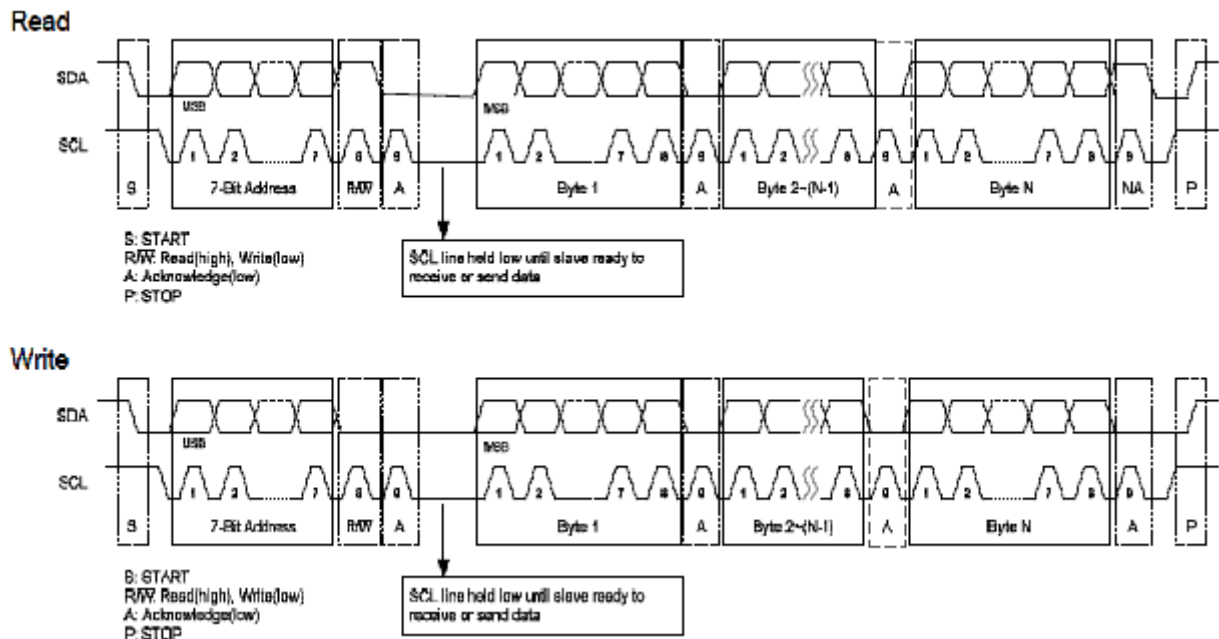 Read
SDA
MSB MSB
SCL
1 2 ........ 7 8 9 1 2 ........ 7 8 9 1 2 8 9 1 2 ........ 7 8 9
S 7-Bit Address R/W A Byte 1 A Byte 2~(N-1) A Byte N NA P
S: START
R/W: Read(high), Write(low)
A: Acknowledge(low)
P: STOP
SCL line held low until slave ready to
receive or send data
Write
SDA
MSB MSB
SCL
1 2 ........ 7 8 9 1 2 ........ 7 8 9 1 2 8 9 1 2 ........ 7 8 9
S 7-Bit Address R/W A Byte 1 A Byte 2~(N-1) A Byte N A P
S: START
R/W: Read(high), Write(low)
A: Acknowledge(low)
P: STOP
SCL line held low until slave ready to
receive or send data